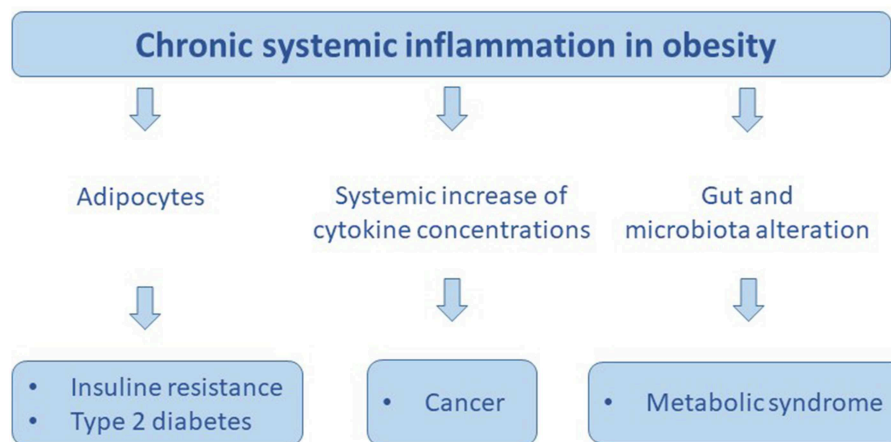 Chronic systemic inflammation in obesity
Adipocytes
Systemic increase of
cytokine concentrations
Gut and
microbiota alteration
• Insuline resistance
• Type 2 diabetes
• Cancer
• Metabolic syndrome